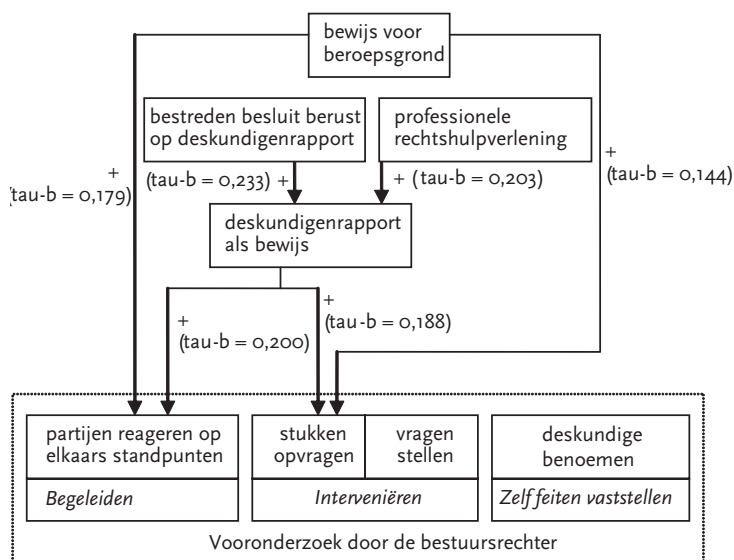 bewijs voor
beroepsgrond
bestreden besluit berust
op deskundigenrapport
professionele
rechtshulpverlening
+
(tau-b = 0,179)
(tau-b = 0,233) +
+ (tau-b = 0,203)
+
(tau-b = 0,144)
deskundigenrapport
als bewijs
+
(tau-b = 0,200)
+
(tau-b = 0,188)
partijen reageren op
elkaars standpunten
stukken
opvragen
vragen
stellen
deskundige
benoemen
Begeleiden
Interveniëren
Zelf feiten vaststellen
Vooronderzoek door de bestuursrechter